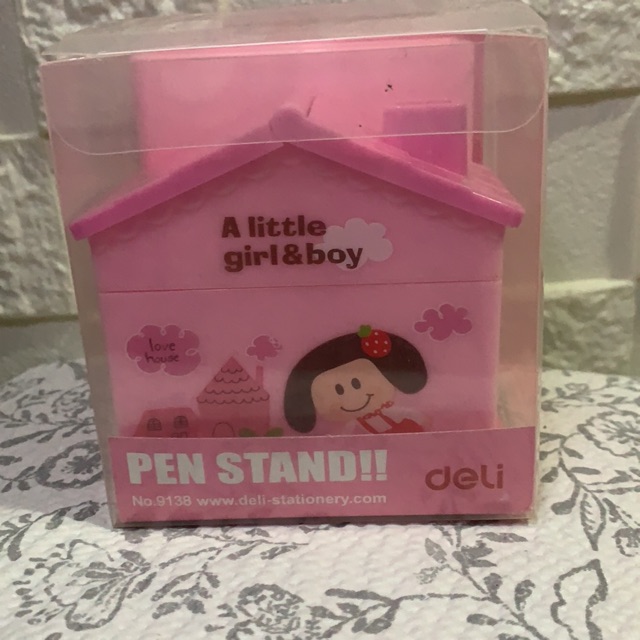 A little
girl&boy
love
house
PEN STAND!!
deli
No.9138 www.deli-stationery.com